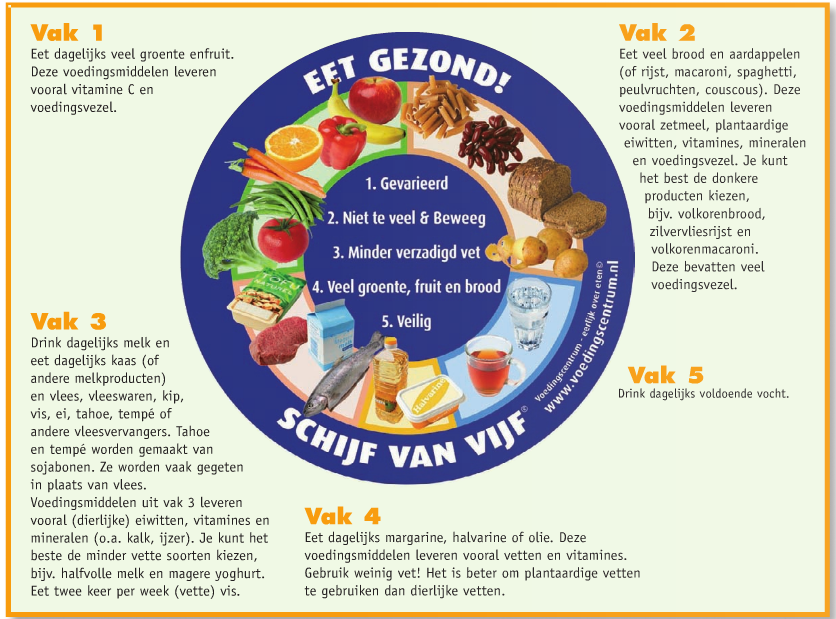 Vak 1
Eet dagelijks veel groente enfruit.
Deze voedingsmiddelen leveren
vooral vitamine C en
voedingsvezel.
Vak 2
Eet veel brood en aardappelen
(of rijst, macaroni, spaghetti,
peulvruchten, couscous). Deze
voedingsmiddelen leveren
vooral zetmeel, plantaardige
eiwitten, vitamines, mineralen
en voedingsvezel. Je kunt
het best de donkere
producten kiezen,
bijv. volkorenbrood,
zilvervliesrijst en
volkorenmacaroni.
Deze bevatten veel
voedingsvezel.
EET GEZOND!
1. Gevarieerd
2. Niet te veel & Beweeg
3. Minder verzadigd vet
4. Veel groente, fruit en brood
5. Veilig
Halvarine
SCHIJF VAN VIJF®
Voedingscentrum - eerlijk over eten©
www.voedingscentrum.nl
Vak 3
Drink dagelijks melk en
eet dagelijks kaas (of
andere melkproducten)
en vlees, vleeswaren, kip,
vis, ei, tahoe, tempé of
andere vleesvervangers. Tahoe
en tempé worden gemaakt van
sojabonen. Ze worden vaak gegeten
in plaats van vlees.
Voedingsmiddelen uit vak 3 leveren
vooral (dierlijke) eiwitten, vitamines en
mineralen (o.a. kalk, ijzer). Je kunt het
beste de minder vette soorten kiezen,
bijv. halfvolle melk en magere yoghurt.
Eet twee keer per week (vette) vis.
Vak 5
Drink dagelijks voldoende vocht.
Vak 4
Eet dagelijks margarine, halvarine of olie. Deze
voedingsmiddelen leveren vooral vetten en vitamines.
Gebruik weinig vet! Het is beter om plantaardige vetten
te gebruiken dan dierlijke vetten.